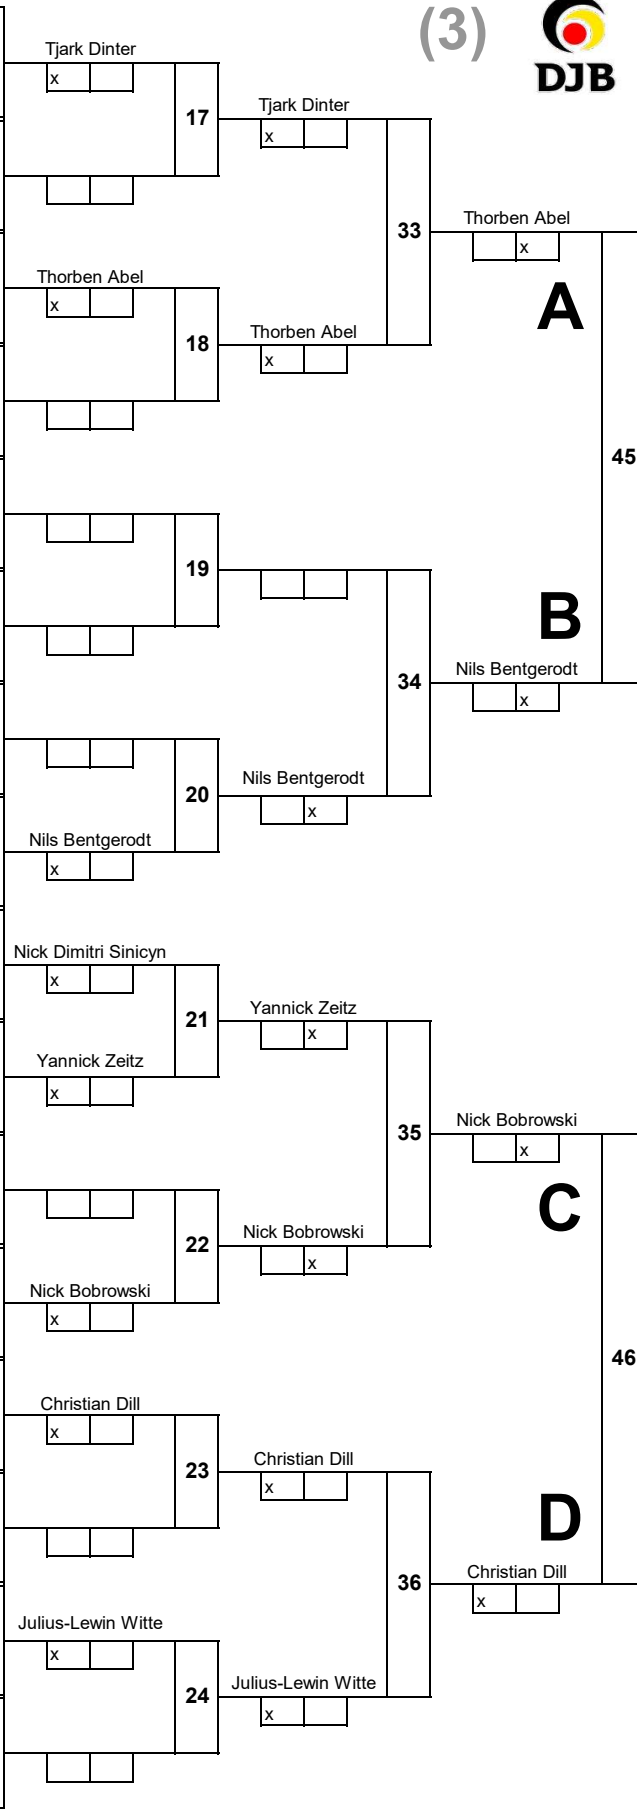 (3)
DJB
Tjark Dinter
x
17
Tjark Dinter
x
33
Thorben Abel
x
A
Thorben Abel
x
18
Thorben Abel
x
45
19
B
34
Nils Bentgerodt
x
20
Nils Bentgerodt
x
Nils Bentgerodt
x
Nick Dimitri Sinicyn
x
21
Yannick Zeitz
x
Yannick Zeitz
x
35
Nick Bobrowski
x
C
22
Nick Bobrowski
x
Nick Bobrowski
x
46
Christian Dill
x
23
Christian Dill
x
D
36
Christian Dill
x
Julius-Lewin Witte
x
24
Julius-Lewin Witte
x